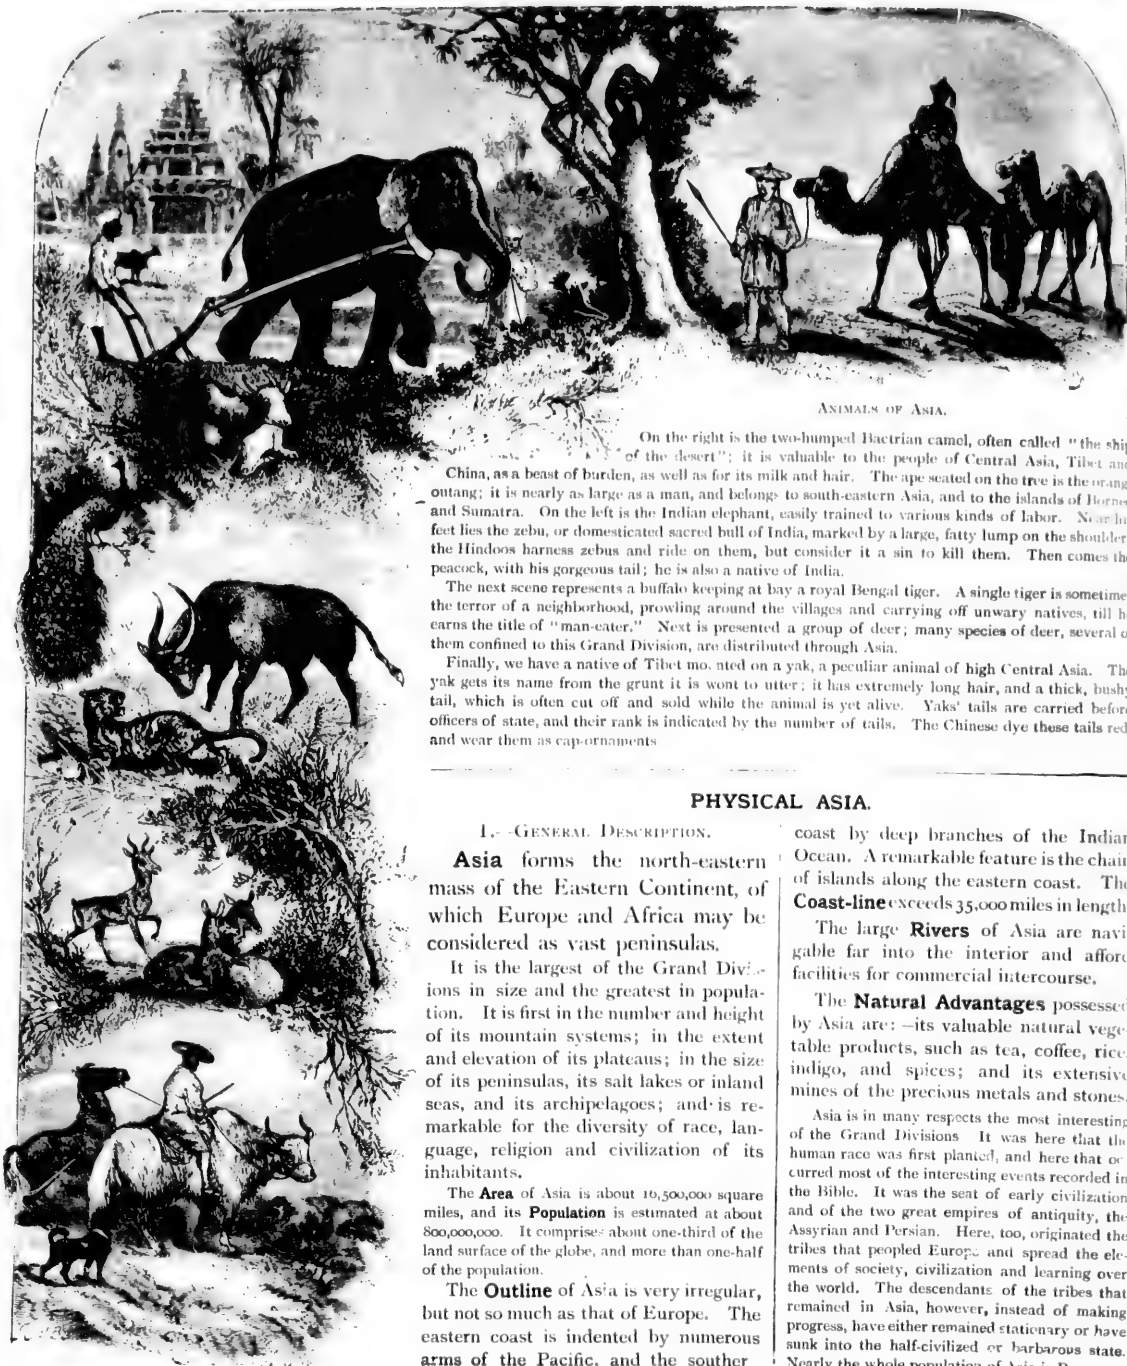 ANIMALS OF ASIA.
On the right is the two-humped Bactrian camel, often called "the ship
of the desert"; it is valuable to the people of Central Asia, Tibet and
China, as a beast of burden, as well as for its milk and hair. The ape seated on the tree is the orang
outang; it is nearly as large as a man, and belongs to south-eastern Asia, and to the islands of Borneo
and Sumatra. On the left is the Indian elephant, easily trained to various kinds of labor. Near hi
feet lies the zebu, or domesticated sacred bull of India, marked by a large, fatty lump on the shoulder
the Hindoos harness zebus and ride on them, but consider it a sin to kill them. Then comes the
peacock, with his gorgeous tail; he is also a native of India.
The next scene represents a buffalo keeping at bay a royal Bengal tiger. A single tiger is sometime
the terror of a neighborhood, prowling around the villages and carrying off unwary natives, till h
earns the title of "man-eater." Next is presented a group of deer; many species of deer, several o
them confined to this Grand Division, are distributed through Asia.
Finally, we have a native of Tibet mo.nted on a yak, a peculiar animal of high Central Asia. The
yak gets its name from the grunt it is wont to utter; it has extremely long hair, and a thick, bushy
tail, which is often cut off and sold while the animal is yet alive. Yaks' tails are carried before
officers of state, and their rank is indicated by the number of tails. The Chinese dye these tails red
and wear them as cap-ornaments
PHYSICAL ASIA.
1.—GENERAL DESCRIPTION.
Asia forms the north-eastern
mass of the Eastern Continent, of
which Europe and Africa may be
considered as vast peninsulas.
It is the largest of the Grand Divi-
ions in size and the greatest in popula-
tion. It is first in the number and height
of its mountain systems; in the extent
and elevation of its plateaus; in the size
of its peninsulas, its salt lakes or inland
seas, and its archipelagoes; and is re-
markable for the diversity of race, lan-
guage, religion and civilization of its
inhabitants.
The Area of Asia is about 16,500,000 square
miles, and its Population is estimated at about
800,000,000. It comprises about one-third of the
land surface of the globe, and more than one-half
of the population.
The Outline of Asia is very irregular,
but not so much as that of Europe. The
eastern coast is indented by numerous
arms of the Pacific, and the souther
coast by deep branches of the Indian
Ocean. A remarkable feature is the chain
of islands along the eastern coast. The
Coast-line exceeds 35,000 miles in length
The large Rivers of Asia are navi
gable far into the interior and afford
facilities for commercial intercourse.
The Natural Advantages possessed
by Asia are:—its valuable natural vege-
table products, such as tea, coffee, rice,
indigo, and spices; and its extensive
mines of the precious metals and stones.
Asia is in many respects the most interesting
of the Grand Divisions It was here that the
human race was first planted, and here that oc-
curred most of the interesting events recorded in
the Bible. It was the seat of early civilization
and of the two great empires of antiquity, the
Assyrian and Persian. Here, too, originated the
tribes that peopled Europe and spread the ele-
ments of society, civilization and learning over
the world. The descendants of the tribes that
remained in Asia, however, instead of making
progress, have either remained stationary or have
sunk into the half-civilized or barbarous state.
Nearly the whole population of Asia